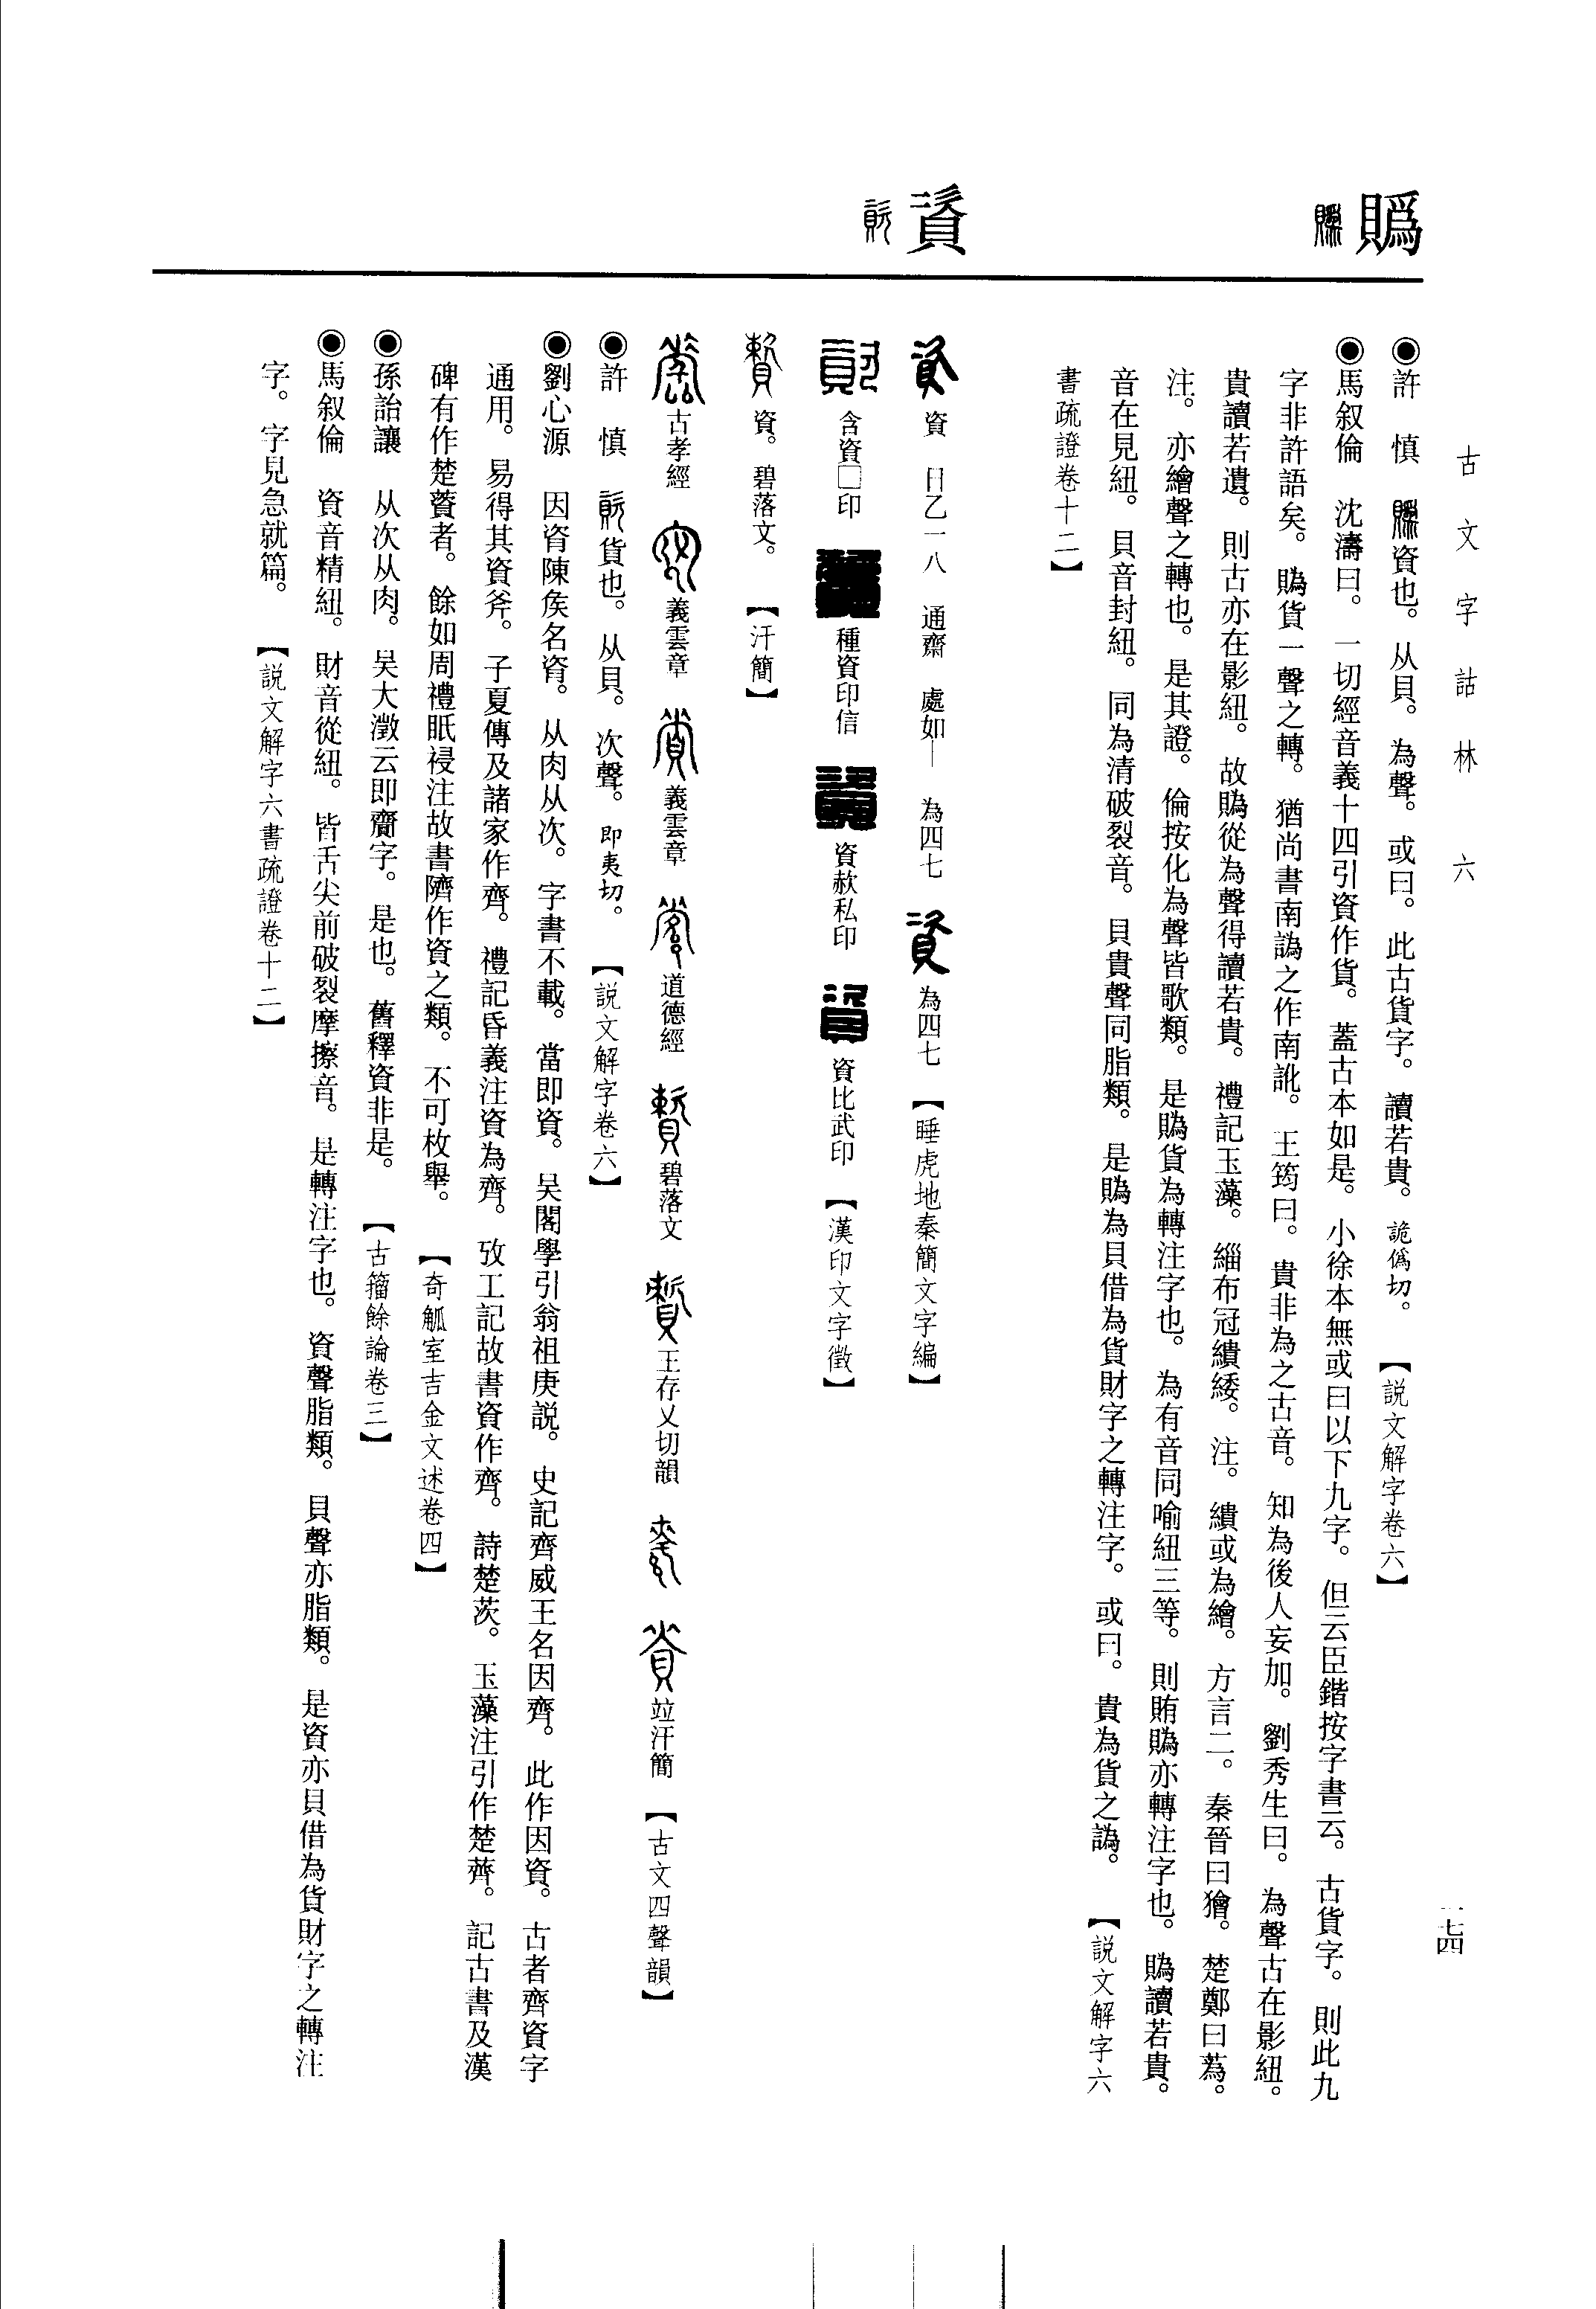 古文字詁林　六
一七四
䞈
資
◉許　慎　䞈資也。从貝。為聲。或曰。此古貨字。讀若貴。詭僞切。【説文解字卷六】
◉馬叙倫　沈濤曰。一切經音義十四引資作貨。蓋古本如是。小徐本無或曰以下九字。但云臣鍇按字書云。古貨字。則此九
字非許語矣。䞈貨一聲之轉。猶尚書南譌之作南訛。王筠曰。貴非為之古音。知為後人妄加。劉秀生曰。為聲古在影紐。
貴讀若遺。則古亦在影紐。故䞈從為聲得讀若貴。禮記玉藻。緇布冠繢緌。注。繢或為繪。方言二。秦晉曰獪。楚鄭曰蒍。
注。亦繪聲之轉也。是其證。倫按化為聲皆歌類。是䞈貨為轉注字也。為有音同喻紐三等。則賄䞈亦轉注字也。䞈讀若貴。
音在見紐。貝音封紐。同為清破裂音。貝貴聲同脂類。是䞈為貝借為貨財字之轉注字。或曰。貴為貨之譌。【説文解字六
書疏證卷十二】
資　日乙一八　通齋　處如—　為四七　為四七　【睡虎地秦簡文字編】
含資□印　種資印信　資赦私印　資比武印　【漢印文字徵】
資。碧落文。　【汗簡】
古孝經　義雲章　義雲章　道德經　碧落文　王存乂切韻　竝汗簡　【古文四聲韻】
◉許　慎　資貨也。从貝。次聲。即夷切。　【説文解字卷六】
◉劉心源　因𦙊陳矦名𦙊。从肉从次。字書不載。當即資。吴閣學引翁祖庚説。史記齊威王名因齊。此作因資。古者齊資字
通用。易得其資斧。子夏傳及諸家作齊。禮記昏義注資為齊。攷工記故書資作齊。詩楚茨。玉藻注引作楚薺。記古書及漢
碑有作楚薋者。餘如周禮眂祲注故書隮作資之類。不可枚舉。　【奇觚室吉金文述卷四】
◉孫詒讓　从次从肉。吴大澂云即齎字。是也。舊釋資非是。　【古籀餘論卷三】
◉馬叙倫　資音精紐。財音從紐。皆舌尖前破裂摩擦音。是轉注字也。資聲脂類。貝聲亦脂類。是資亦貝借為貨財字之轉注
字。字見急就篇。　【説文解字六書疏證卷十二】